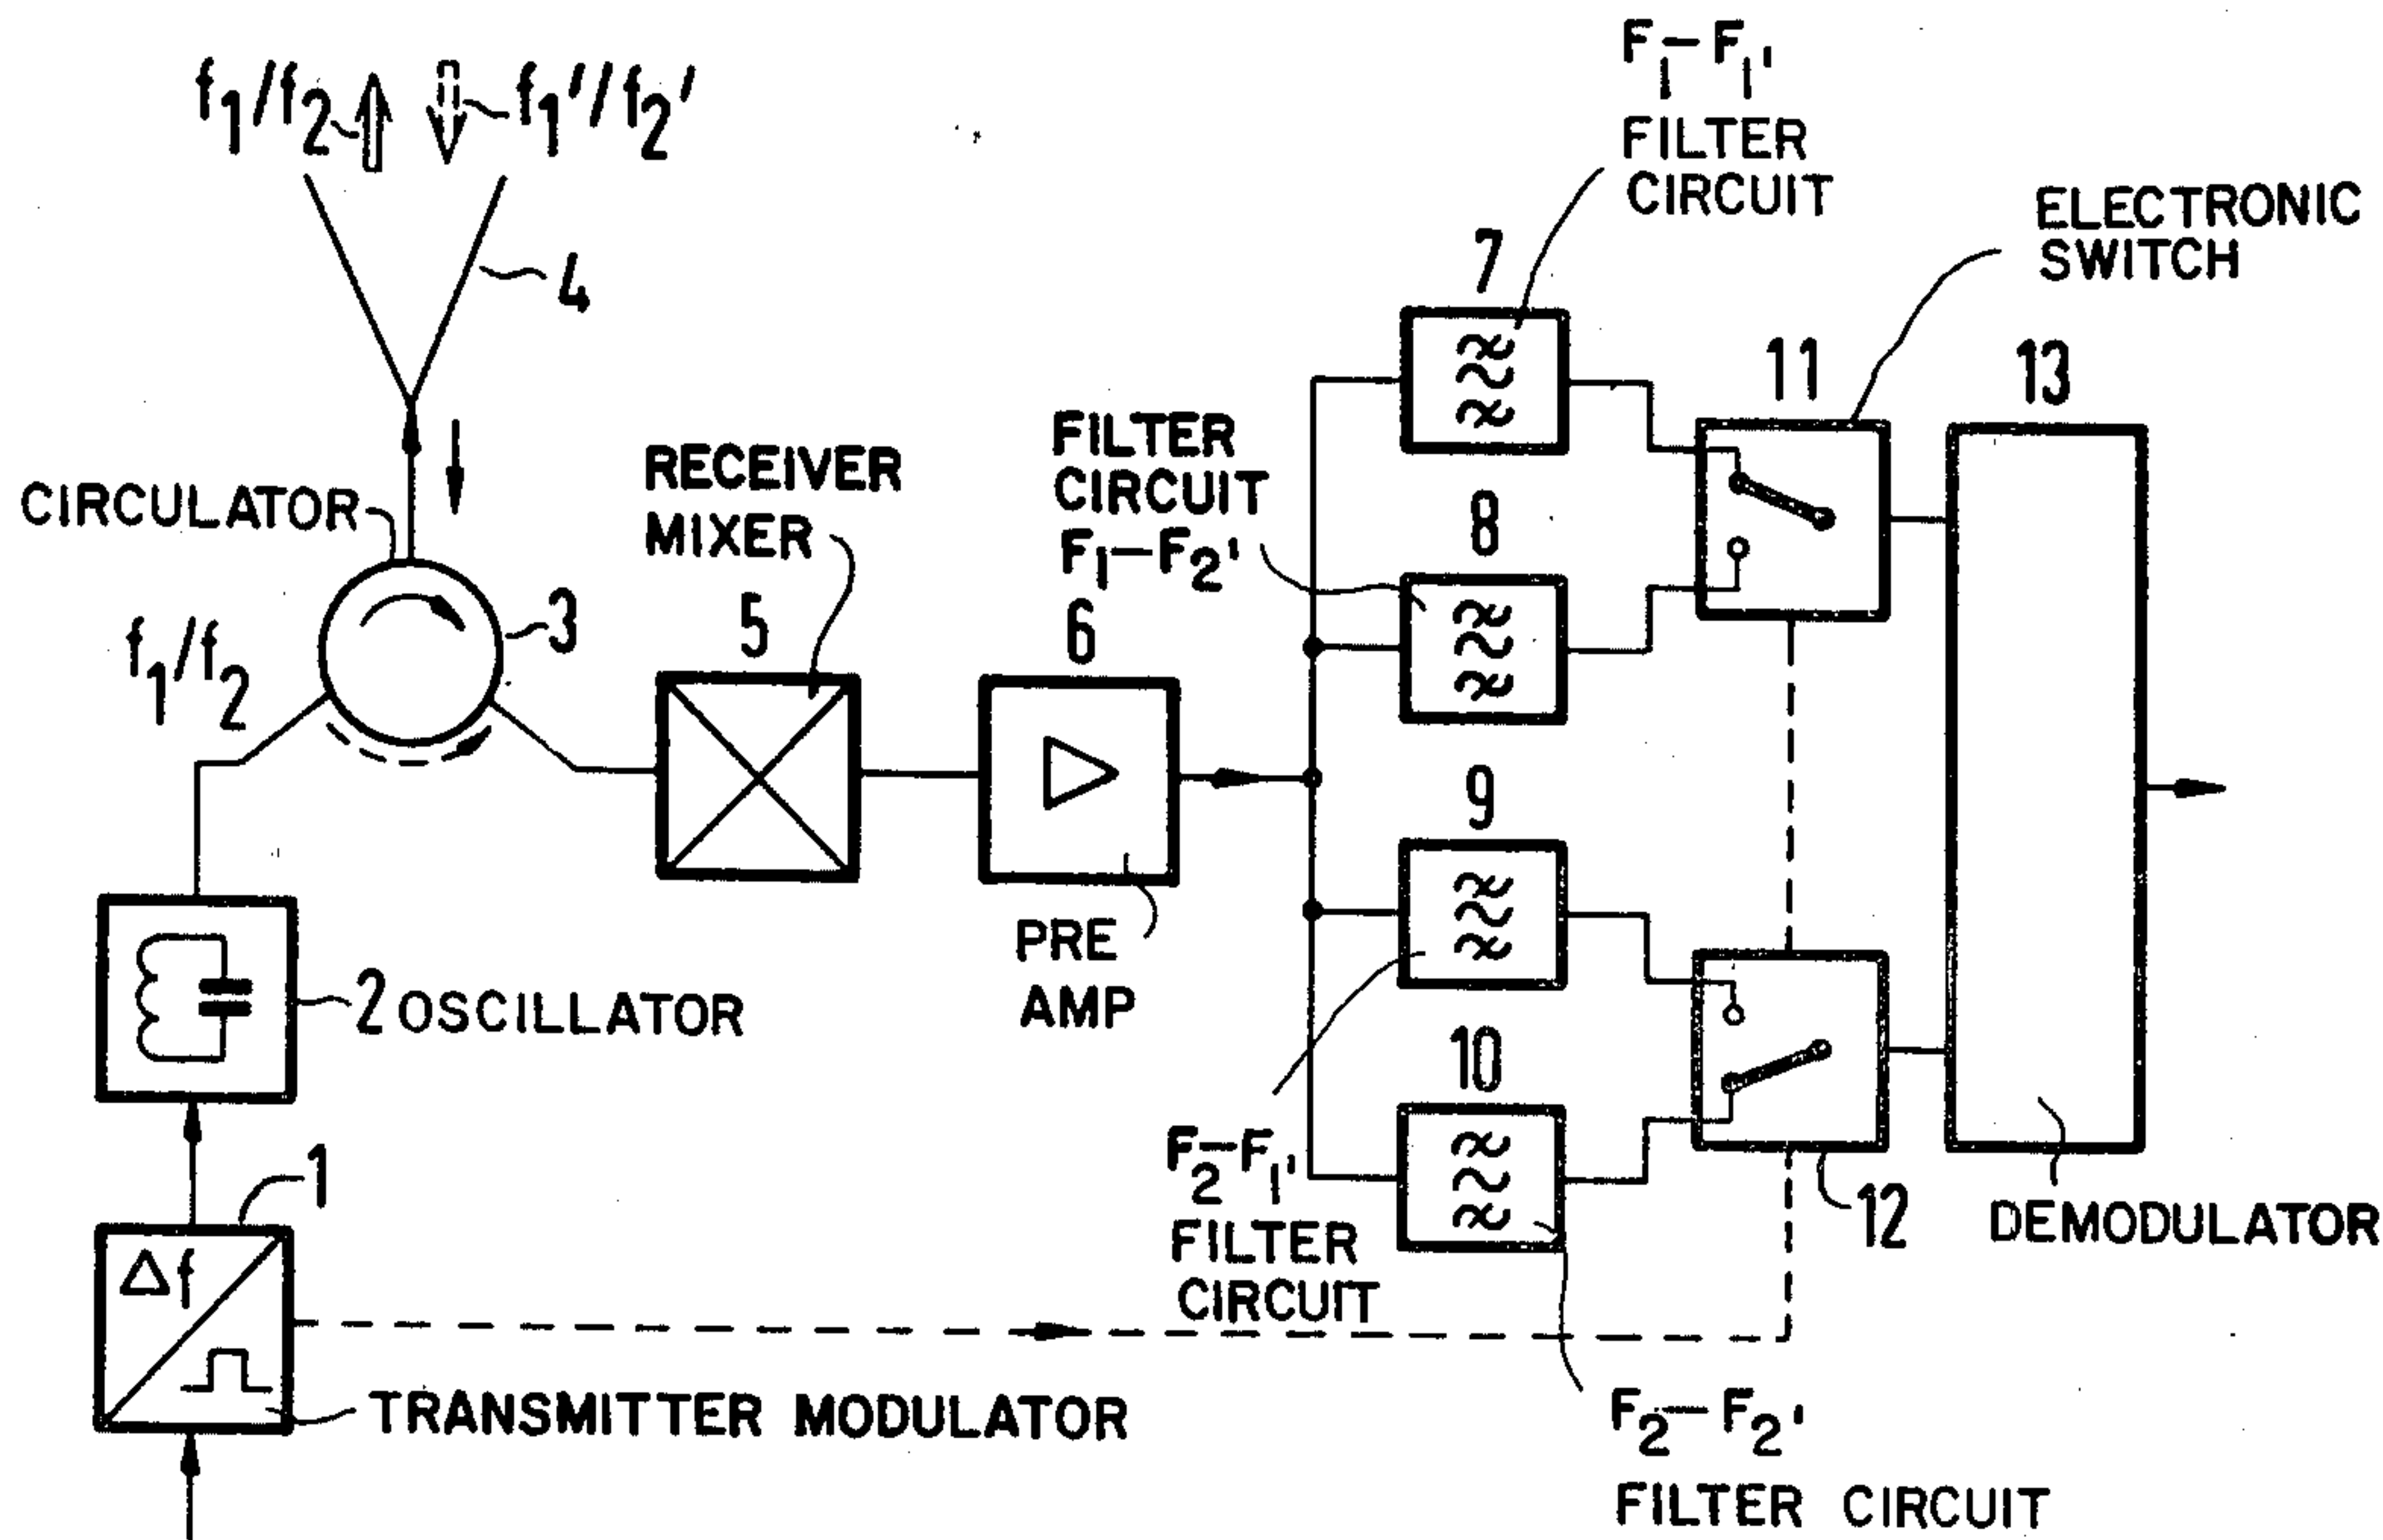 f1/f2
f1'/f2'
4
CIRCULATOR
3
f1/f2
2 OSCILLATOR
1
Δf
TRANSMITTER MODULATOR
RECEIVER
MIXER
5
6
PRE
AMP
F1–F1'
FILTER
CIRCUIT
7
FILTER
CIRCUIT
F1–F2'
8
9
F2–F1'
FILTER
CIRCUIT
10
F2–F2'
FILTER CIRCUIT
ELECTRONIC
SWITCH
11
12
13
DEMODULATOR